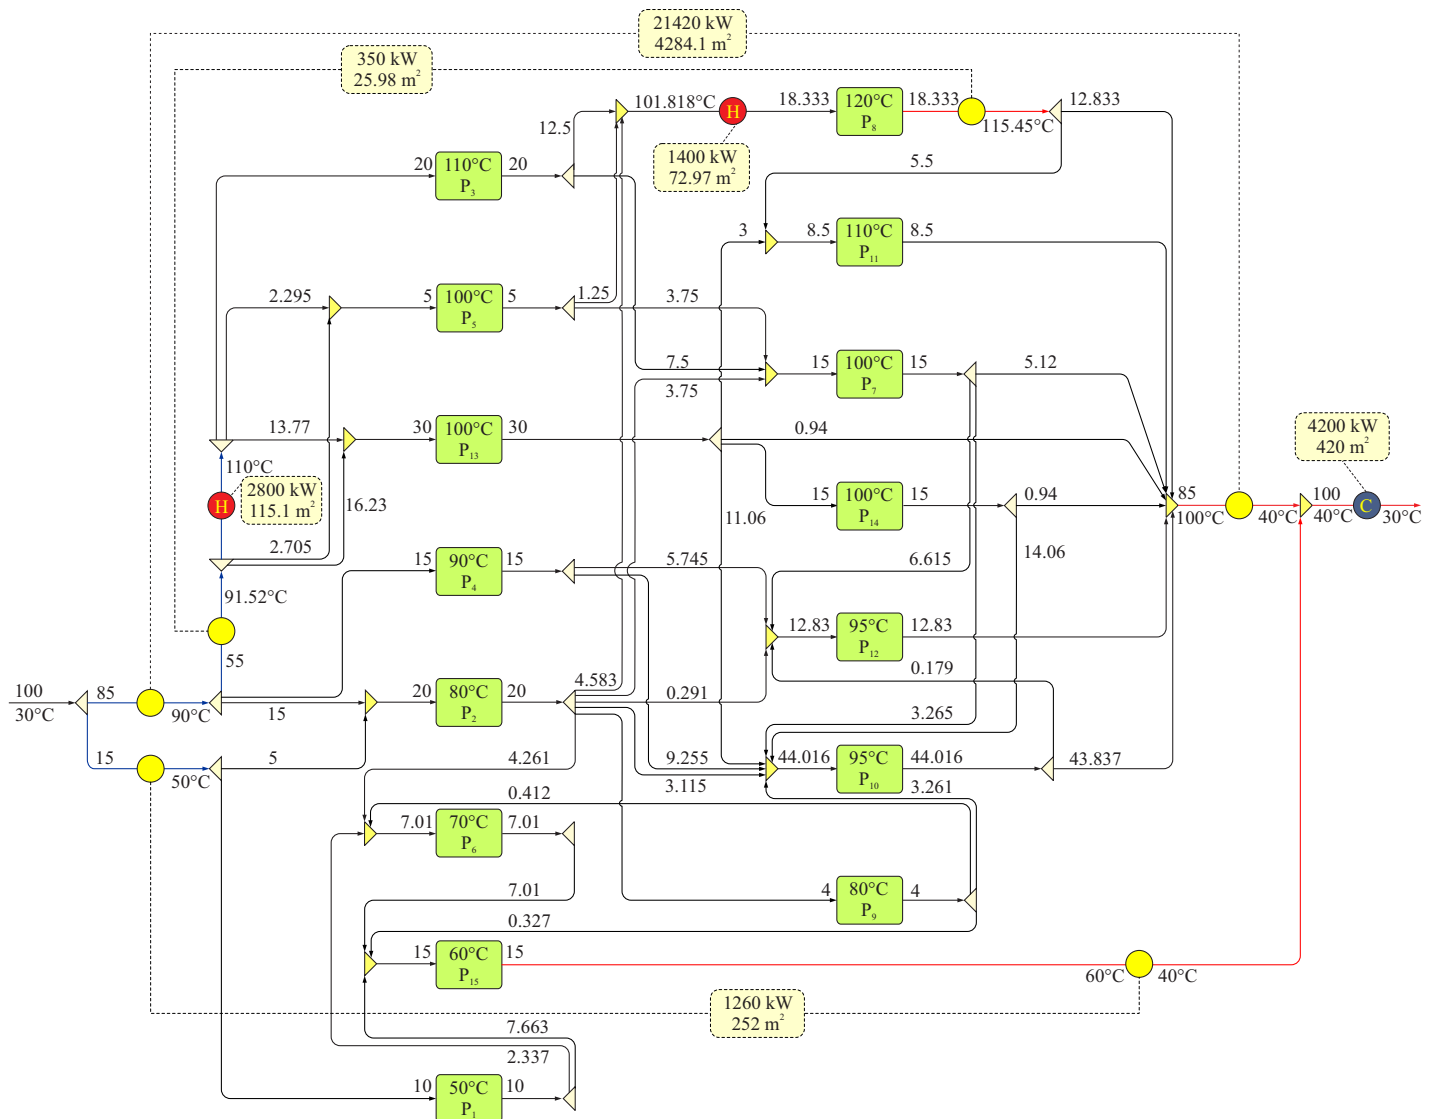 21420 kW
4284.1 m²
350 kW
25.98 m²
101.818°C
H
18.333
120°C
P₈
18.333
115.45°C
12.833
12.5
1400 kW
72.97 m²
5.5
20
110°C
P₃
20
3
8.5
110°C
P₁₁
8.5
2.295
5
100°C
P₅
5
1.25
3.75
7.5
3.75
15
100°C
P₇
15
5.12
13.77
30
100°C
P₁₃
30
0.94
4200 kW
420 m²
110°C
H
2800 kW
115.1 m²
16.23
15
100°C
P₁₄
15
0.94
85
100°C
40°C
100
40°C
C
30°C
11.06
14.06
2.705
15
90°C
P₄
15
5.745
6.615
91.52°C
12.83
95°C
P₁₂
12.83
55
0.179
100
30°C
85
90°C
15
20
80°C
P₂
20
4.583
0.291
3.265
15
50°C
5
4.261
9.255
3.115
44.016
95°C
P₁₀
44.016
43.837
3.261
0.412
7.01
70°C
P₆
7.01
7.01
4
80°C
P₉
4
0.327
15
60°C
P₁₅
15
60°C
40°C
1260 kW
252 m²
7.663
2.337
10
50°C
P₁
10